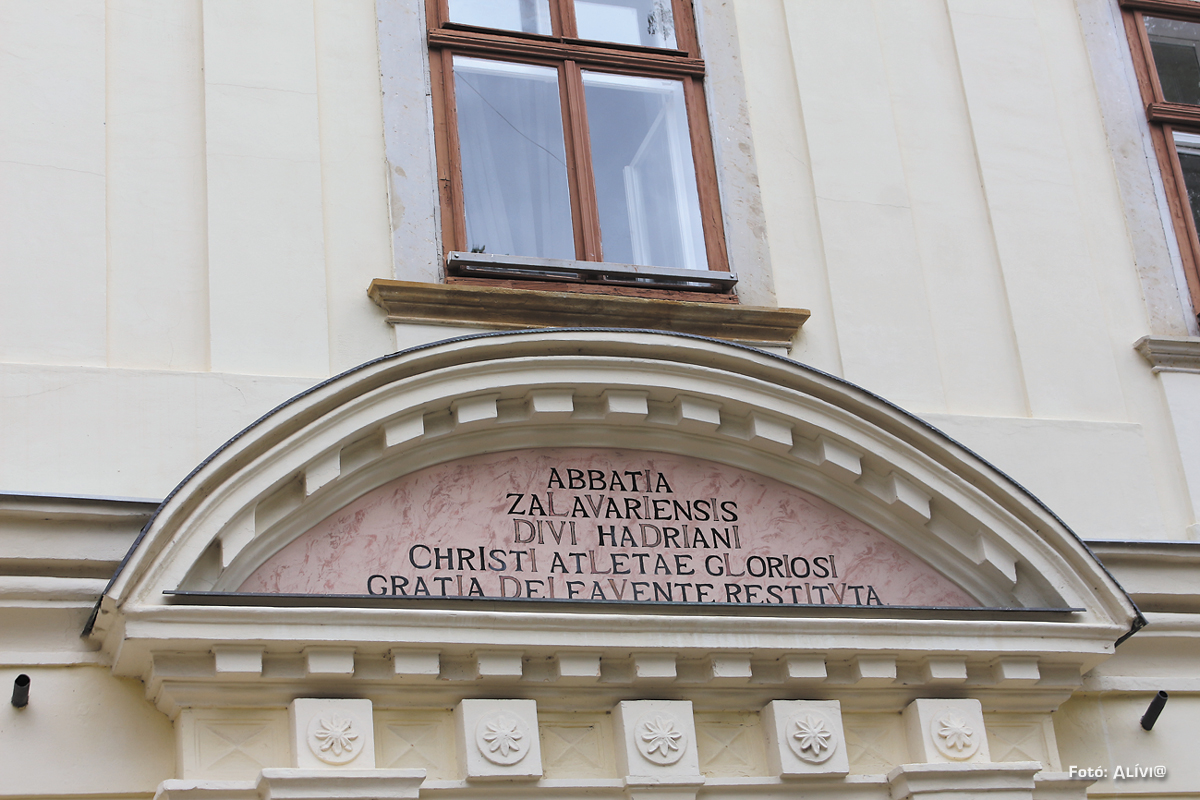 ABBATIA
ZALAVARIENSIS
DIVI HADRIANI
CHRISTI ATLETAE GLORIOSI
GRATIA DEI FAVENTE RESTITVTA
Fotó: ALíVI@